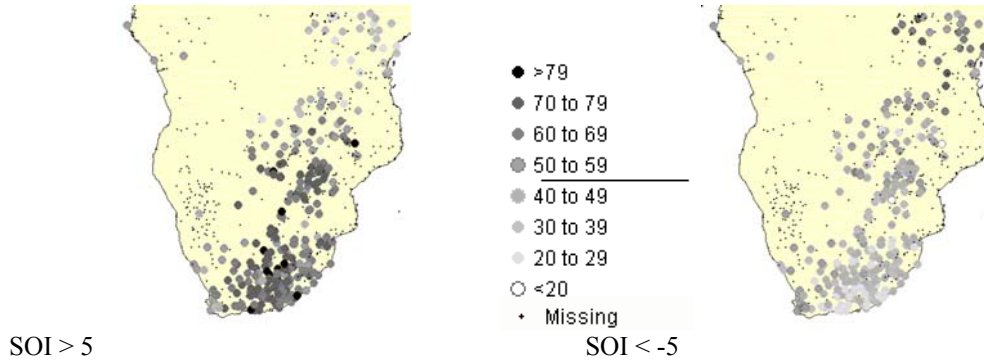 >79
70 to 79
60 to 69
50 to 59
40 to 49
30 to 39
20 to 29
<20
Missing
SOI > 5
SOI < -5